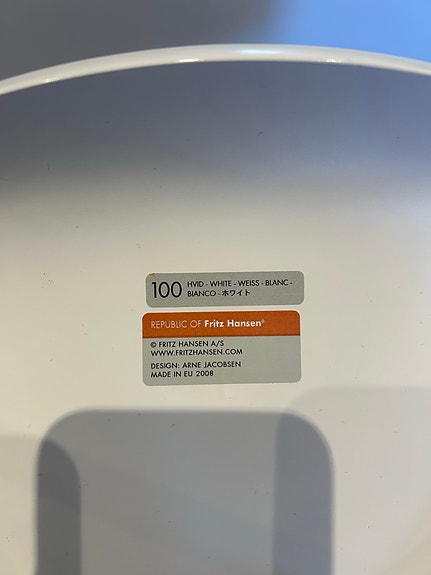 100 HVID - WHITE - WEISS - BLANC -
BIANCO - ホワイト
REPUBLIC OF Fritz Hansen®
© FRITZ HANSEN A/S
WWW.FRITZHANSEN.COM
DESIGN: ARNE JACOBSEN
MADE IN EU 2008